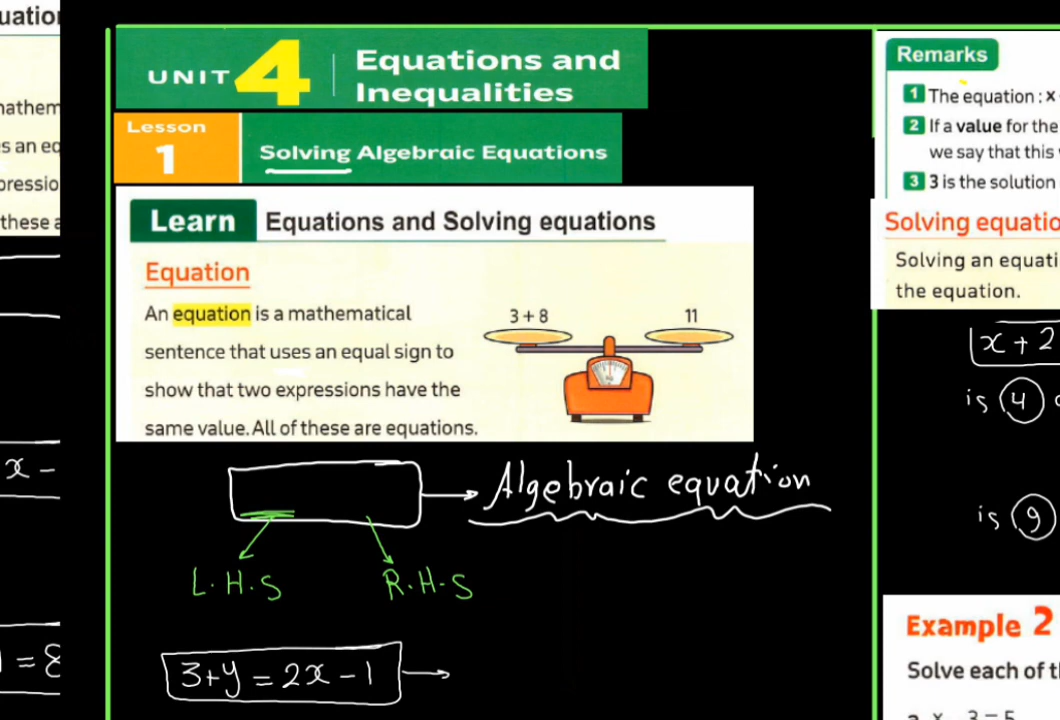 uation
nathem
s an eq
pressio
these a
x -
= 8
UNIT 4
Equations and
Inequalities
Lesson
1
Solving Algebraic Equations
Learn Equations and Solving equations
Equation
An equation is a mathematical
sentence that uses an equal sign to
show that two expressions have the
same value. All of these are equations.
3 + 8
11
Algebraic equation
L.H.S
R.H.S
3+y = 2x - 1
Remarks
1 The equation : x
2 If a value for the
we say that this
3 3 is the solution
Solving equatio
Solving an equati
the equation.
x + 2
is 4
is 9
Example 2
Solve each of th
a. x - 3 = 5